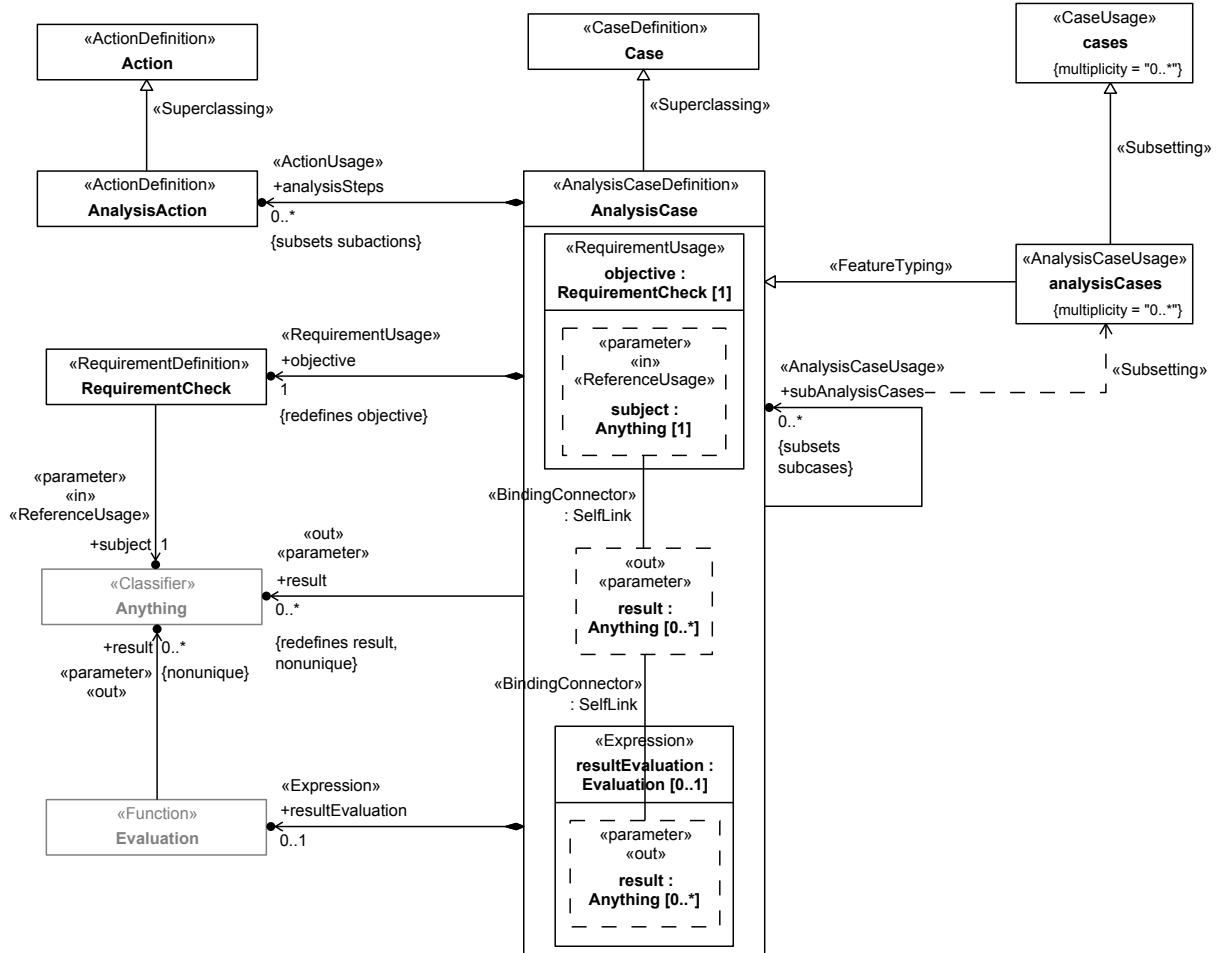 «ActionDefinition»
Action
«CaseDefinition»
Case
«CaseUsage»
cases
{multiplicity = "0..*"}
«Superclassing»
«Superclassing»
«Subsetting»
«ActionDefinition»
AnalysisAction
«ActionUsage»
+analysisSteps
0..*
{subsets subactions}
«AnalysisCaseDefinition»
AnalysisCase
«RequirementUsage»
objective :
RequirementCheck [1]
«parameter»
«in»
«ReferenceUsage»
subject :
Anything [1]
«FeatureTyping»
«AnalysisCaseUsage»
analysisCases
{multiplicity = "0..*"}
«RequirementDefinition»
RequirementCheck
«RequirementUsage»
+objective
1
{redefines objective}
«AnalysisCaseUsage»
+subAnalysisCases
0..*
{subsets
subcases}
«Subsetting»
«parameter»
«in»
«ReferenceUsage»
+subject
1
«BindingConnector»
: SelfLink
«out»
«parameter»
+result
0..*
{redefines result,
nonunique}
«out»
«parameter»
result :
Anything [0..*]
«Classifier»
Anything
+result
0..*
«parameter»
«out»
{nonunique}
«BindingConnector»
: SelfLink
«Expression»
resultEvaluation :
Evaluation [0..1]
«parameter»
«out»
result :
Anything [0..*]
«Expression»
+resultEvaluation
0..1
«Function»
Evaluation